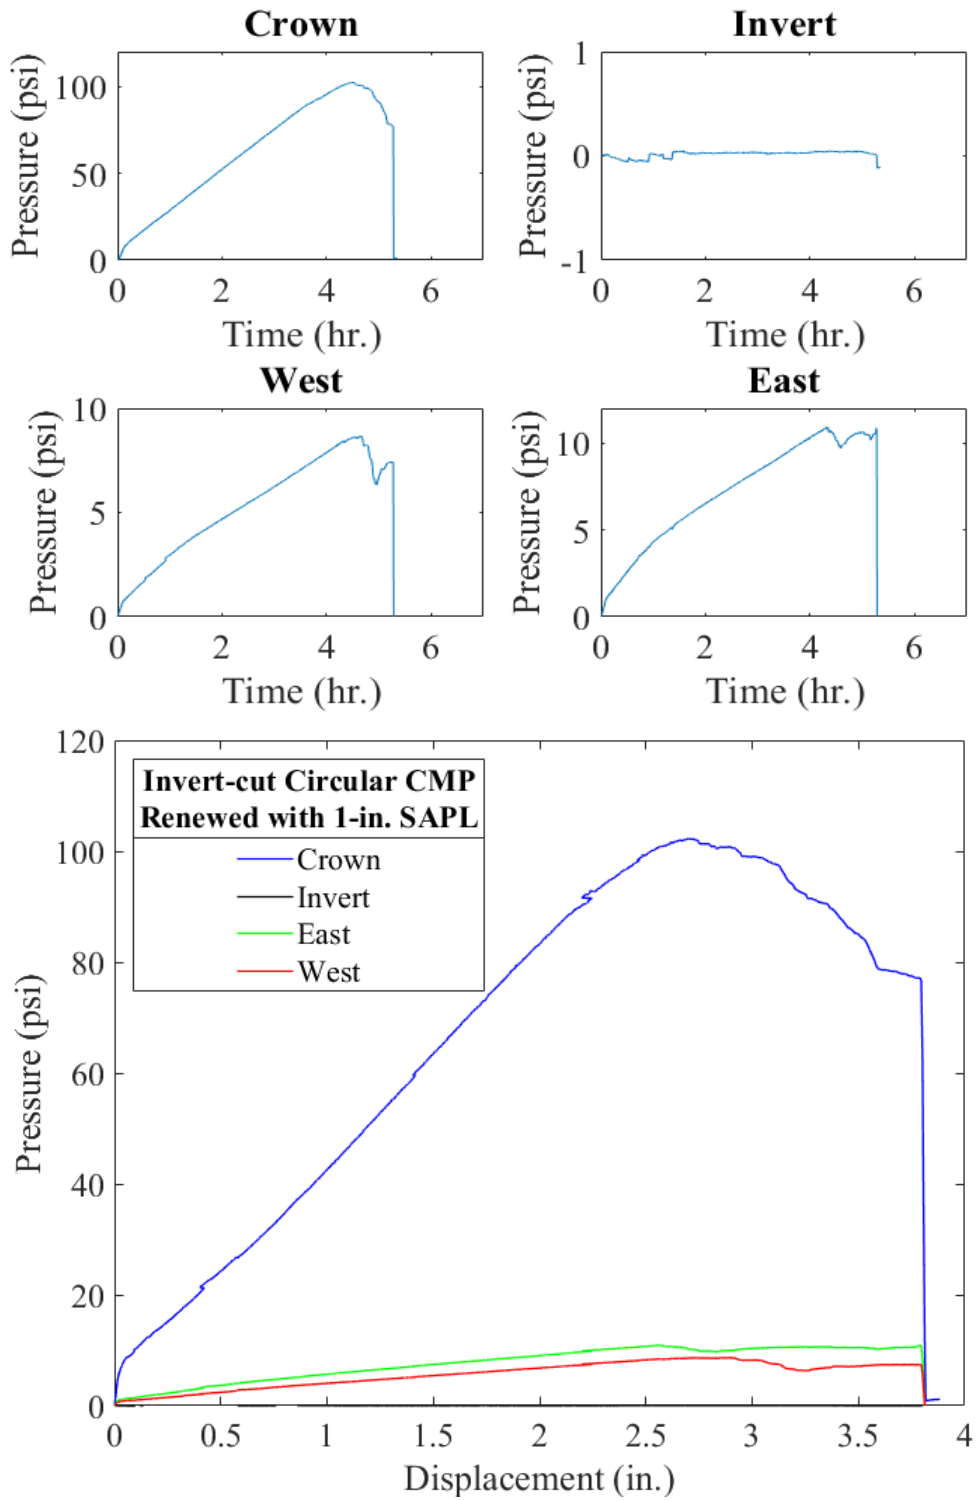 Crown
Invert
Pressure (psi)
100
50
0
0
2
4
6
Time (hr.)
Pressure (psi)
1
0
-1
0
2
4
6
Time (hr.)
West
East
Pressure (psi)
10
5
0
0
2
4
6
Time (hr.)
Pressure (psi)
10
5
0
0
2
4
6
Time (hr.)
Pressure (psi)
120
100
80
60
40
20
0
Invert-cut Circular CMP
Renewed with 1-in. SAPL
Crown
Invert
East
West
0
0.5
1
1.5
2
2.5
3
3.5
4
Displacement (in.)